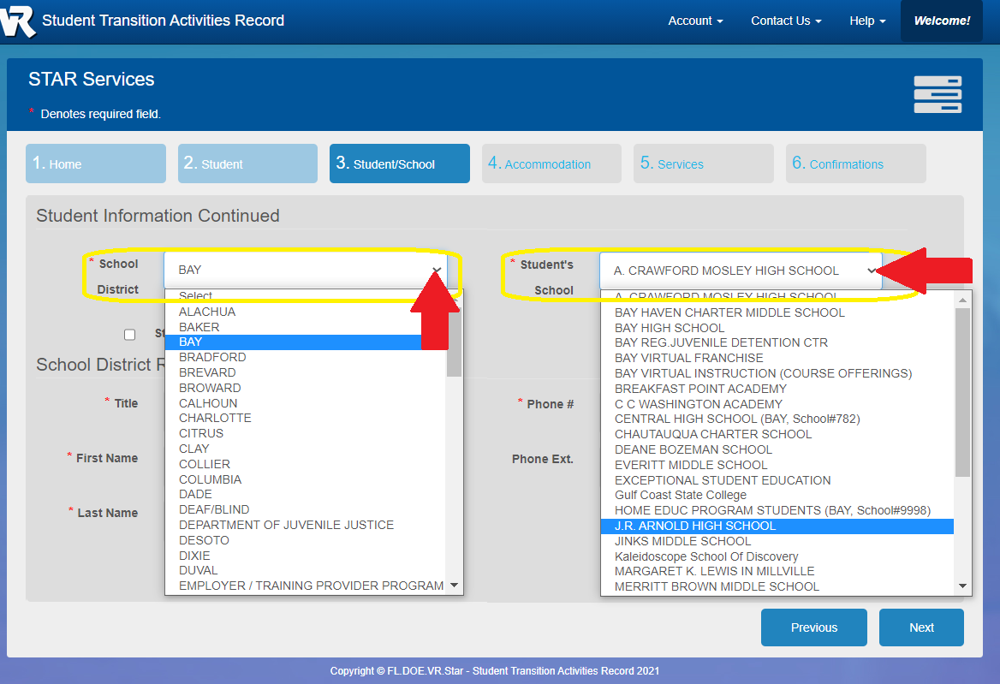 VR Student Transition Activities Record
Account Contact Us Help Welcome!
STAR Services
* Denotes required field.
1. Home 2. Student 3. Student/School 4. Accommodation 5. Services 6. Confirmations
Student Information Continued
* School District
BAY
Select
ALACHUA
BAKER
BAY
BRADFORD
BREVARD
BROWARD
CALHOUN
CHARLOTTE
CITRUS
CLAY
COLLIER
COLUMBIA
DADE
DEAF/BLIND
DEPARTMENT OF JUVENILE JUSTICE
DESOTO
DIXIE
DUVAL
EMPLOYER / TRAINING PROVIDER PROGRAM
* Student's School
A. CRAWFORD MOSLEY HIGH SCHOOL
A. CRAWFORD MOSLEY HIGH SCHOOL
BAY HAVEN CHARTER MIDDLE SCHOOL
BAY HIGH SCHOOL
BAY REG.JUVENILE DETENTION CTR
BAY VIRTUAL FRANCHISE
BAY VIRTUAL INSTRUCTION (COURSE OFFERINGS)
BREAKFAST POINT ACADEMY
C C WASHINGTON ACADEMY
CENTRAL HIGH SCHOOL (BAY, School#782)
CHAUTAUQUA CHARTER SCHOOL
DEANE BOZEMAN SCHOOL
EVERITT MIDDLE SCHOOL
EXCEPTIONAL STUDENT EDUCATION
Gulf Coast State College
HOME EDUC PROGRAM STUDENTS (BAY, School#9998)
J.R. ARNOLD HIGH SCHOOL
JINKS MIDDLE SCHOOL
Kaleidoscope School Of Discovery
MARGARET K. LEWIS IN MILLVILLE
MERRITT BROWN MIDDLE SCHOOL
School District
* Title
* Phone #
* First Name
Phone Ext.
* Last Name
Previous Next
Copyright © FL.DOE.VR.Star - Student Transition Activities Record 2021